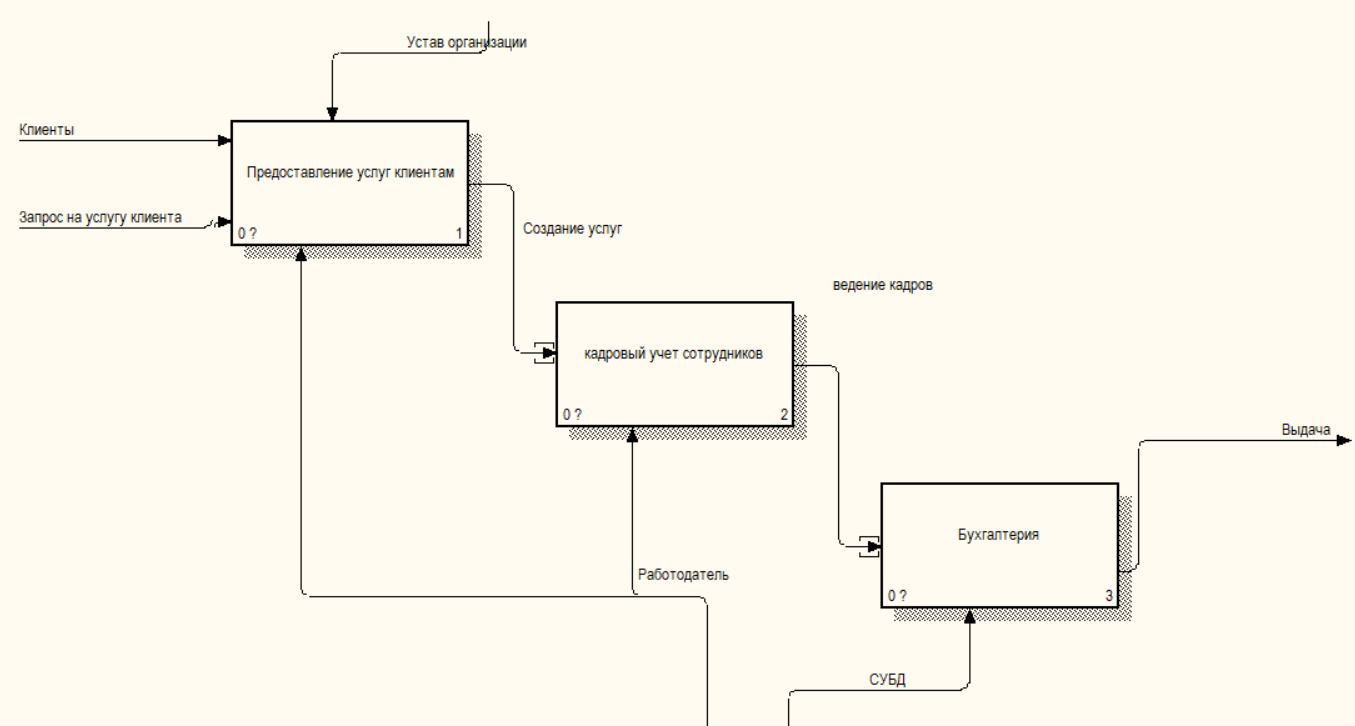 Устав организации
Клиенты
Предоставление услуг клиентам
Запрос на услугу клиента
0 ?
1
Создание услуг
ведение кадров
кадровый учет сотрудников
0 ?
2
Выдача
Бухгалтерия
Работодатель
0 ?
3
СУБД